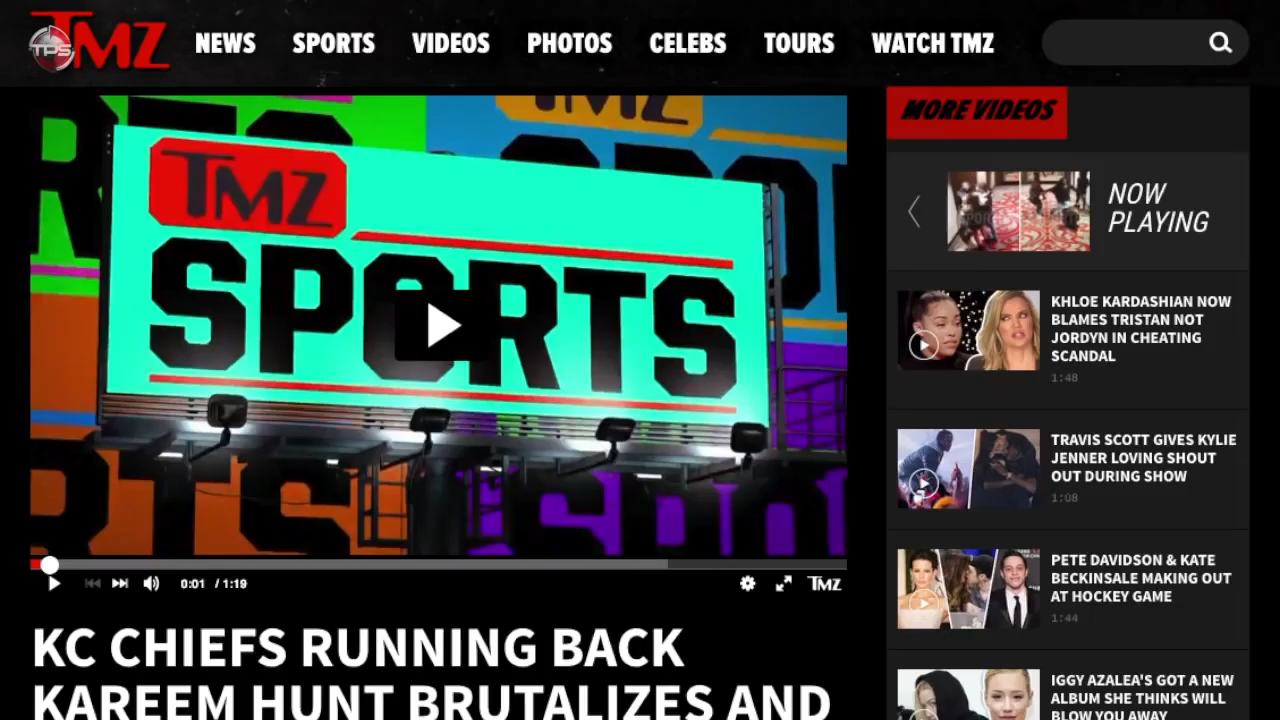 TPS
TMZ
NEWS SPORTS VIDEOS PHOTOS CELEBS TOURS WATCH TMZ
TMZ
TMZ
SPORTS
0:01 / 1:19
TMZ
KC CHIEFS RUNNING BACK
KAREEM HUNT BRUTALIZES AND
MORE VIDEOS
NOW
PLAYING
KHLOE KARDASHIAN NOW
BLAMES TRISTAN NOT
JORDYN IN CHEATING
SCANDAL
1:48
TRAVIS SCOTT GIVES KYLIE
JENNER LOVING SHOUT
OUT DURING SHOW
1:08
PETE DAVIDSON & KATE
BECKINSALE MAKING OUT
AT HOCKEY GAME
1:44
IGGY AZALEA'S GOT A NEW
ALBUM SHE THINKS WILL
BLOW YOU AWAY